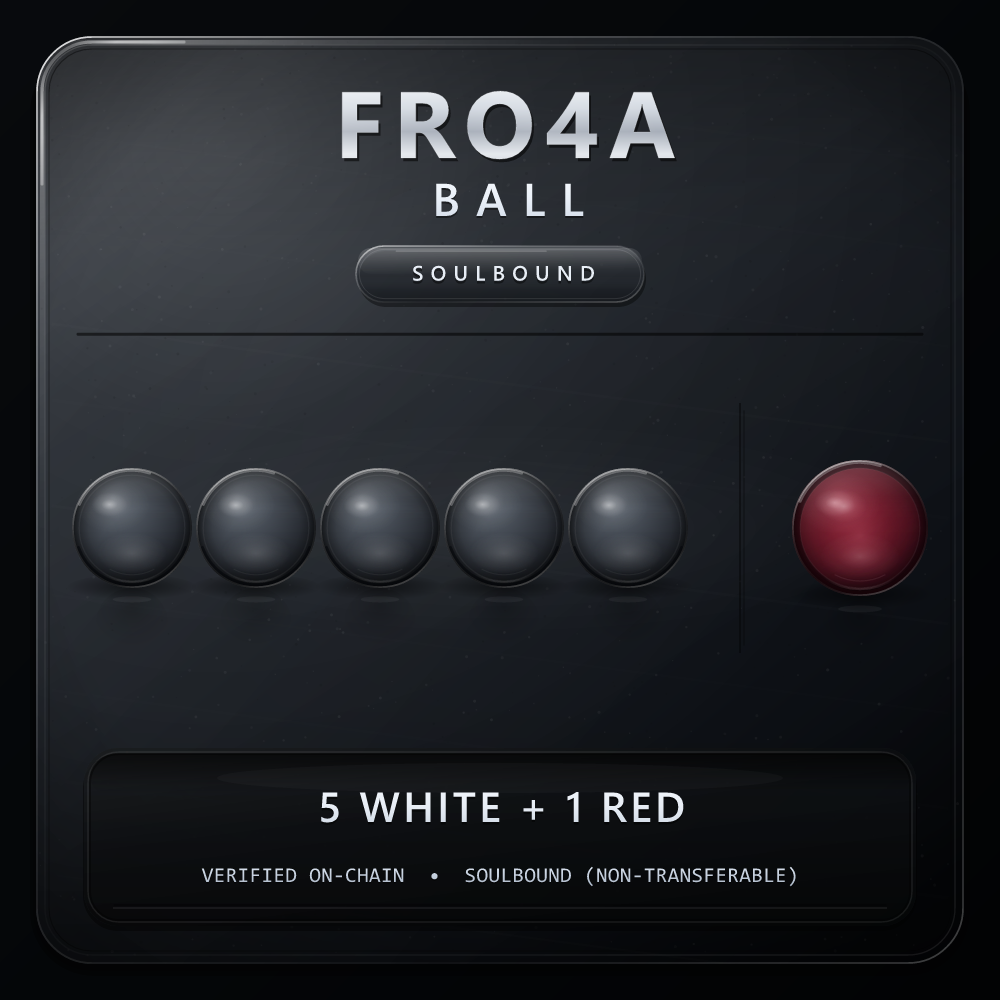 FRO4A
BALL
SOULBOUND
5 WHITE + 1 RED
VERIFIED ON-CHAIN • SOULBOUND (NON-TRANSFERABLE)